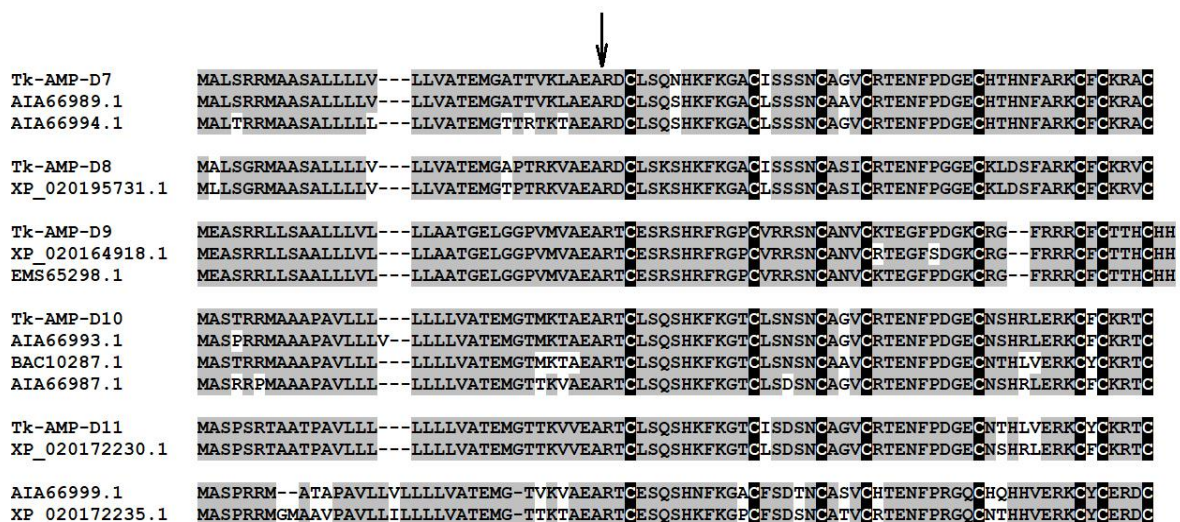 Tk-AMP-D7 MALSRRMAASALLLLV---LLVATEMGATTVKLAEARDCLSQNHKFKGACISSSNCAGVCRTENFPDGECHTHNFARKCFCKRAC
AIA66989.1 MALSRRMAASALLLLV---LLVATEMGATTVKLAEARDCLSQSHKFKGACLSSSNCAAVCRTENFPDGECHTHNFARKCFCKRAC
AIA66994.1 MALTRRMAASALLLLL---LLVATEMGTTRTKTAEARDCLSQSHKFKGACLSSSNCAGVCRTENFPDGECHTHNFARKCFCKRAC
Tk-AMP-D8 MALSGRMAASALLLLV---LLVATEMGAPTRKVAEARDCLSKSHKFKGACISSSNCASICRTENFPGGECKLDSFARKCFCKRVC
XP_020195731.1 MLLSGRMAASALLLLV---LLVATEMGTPTRKVAEARDCLSKSHKFKGACLSSSNCASICRTENFPGGECKLDSFARKCFCKRVC
Tk-AMP-D9 MEASRRLLSAALLLVL---LLAATGELGGPVMVAEARTCESRSHRFRGPCVRRSNCANVCKTEGFPDGKCRG--FRRRCFCTTHCHH
XP_020164918.1 MEASRRLLSAALLLVL---LLAATGELGGPVMVAEARTCESRSHRFRGPCVRRSNCANVCRTEGFSDGKCRG--FRRRCFCTTHCHH
EMS65298.1 MEASRRLLSAALLLVL---LLAATGELGGPVMVAEARTCESRSHRFRGPCVRRSNCANVCKTEGFPDGKCRG--FRRRCFCTTHCHH
Tk-AMP-D10 MASTRRMAAAPAVLLL---LLLLVATEMGTMKTAEARTCLSQSHKFKGTCLSNSNCAGVCRTENFPDGECNSHRLERKCFCKRTC
AIA66993.1 MASPRRMAAAPAVLLLV--LLLLVATEMGTMKTAEARTCLSQSHKFKGTCLSNSNCAGVCRTENFPDGECNSHRLERKCFCKRTC
BAC10287.1 MASTRRMAAAPAVLLL---LLLLVATEMGTMKTAEARTCLSQSHKFKGTCLSNSNCAAVCRTENFPDGECNTHLVERKCYCKRTC
AIA66987.1 MASRRPMAAAPAVLLL---LLLLVATEMGTTKVAEARTCLSQSHKFKGTCLSDSNCAGVCRTENFPDGECNSHRLERKCFCKRTC
Tk-AMP-D11 MASPSRTAATPAVLLL---LLLLVATEMGTTKVVEARTCLSQSHKFKGTCISDSNCAGVCRTENFPDGECNTHLVERKCYCKRTC
XP_020172230.1 MASPSRTAATPAVLLL---LLLLVATEMGTTKVVEARTCLSQSHKFKGTCLSDSNCAGVCRTENFPDGECNSHRLERKCFCKRTC
AIA66999.1 MASPRRM--ATAPAVLLVLLLLVATEMG-TVKVAEARTCESQSHNFKGACFSDTNCASVCHTENFPRGQCHQHHVERKCYCERDC
XP_020172235.1 MASPRRMGMAAVPAVLLILLLLVATEMG-TTKTAEARTCESQSHKFKGPCFSDSNCATVCRTENFPRGQCNTHHVERKCYCERDC